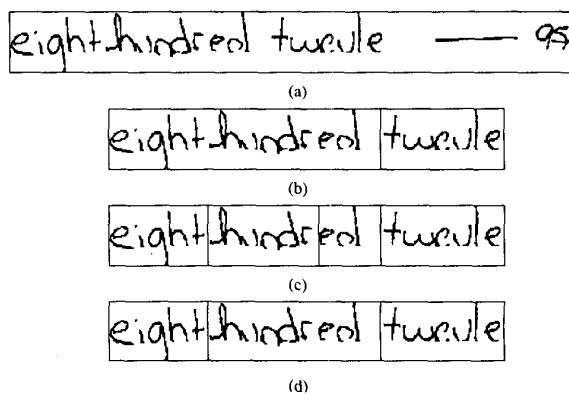 eight hundred twelve —— 95
(a)
eight hundred twelve
(b)
eight hundred twelve
(c)
eight hundred twelve
(d)